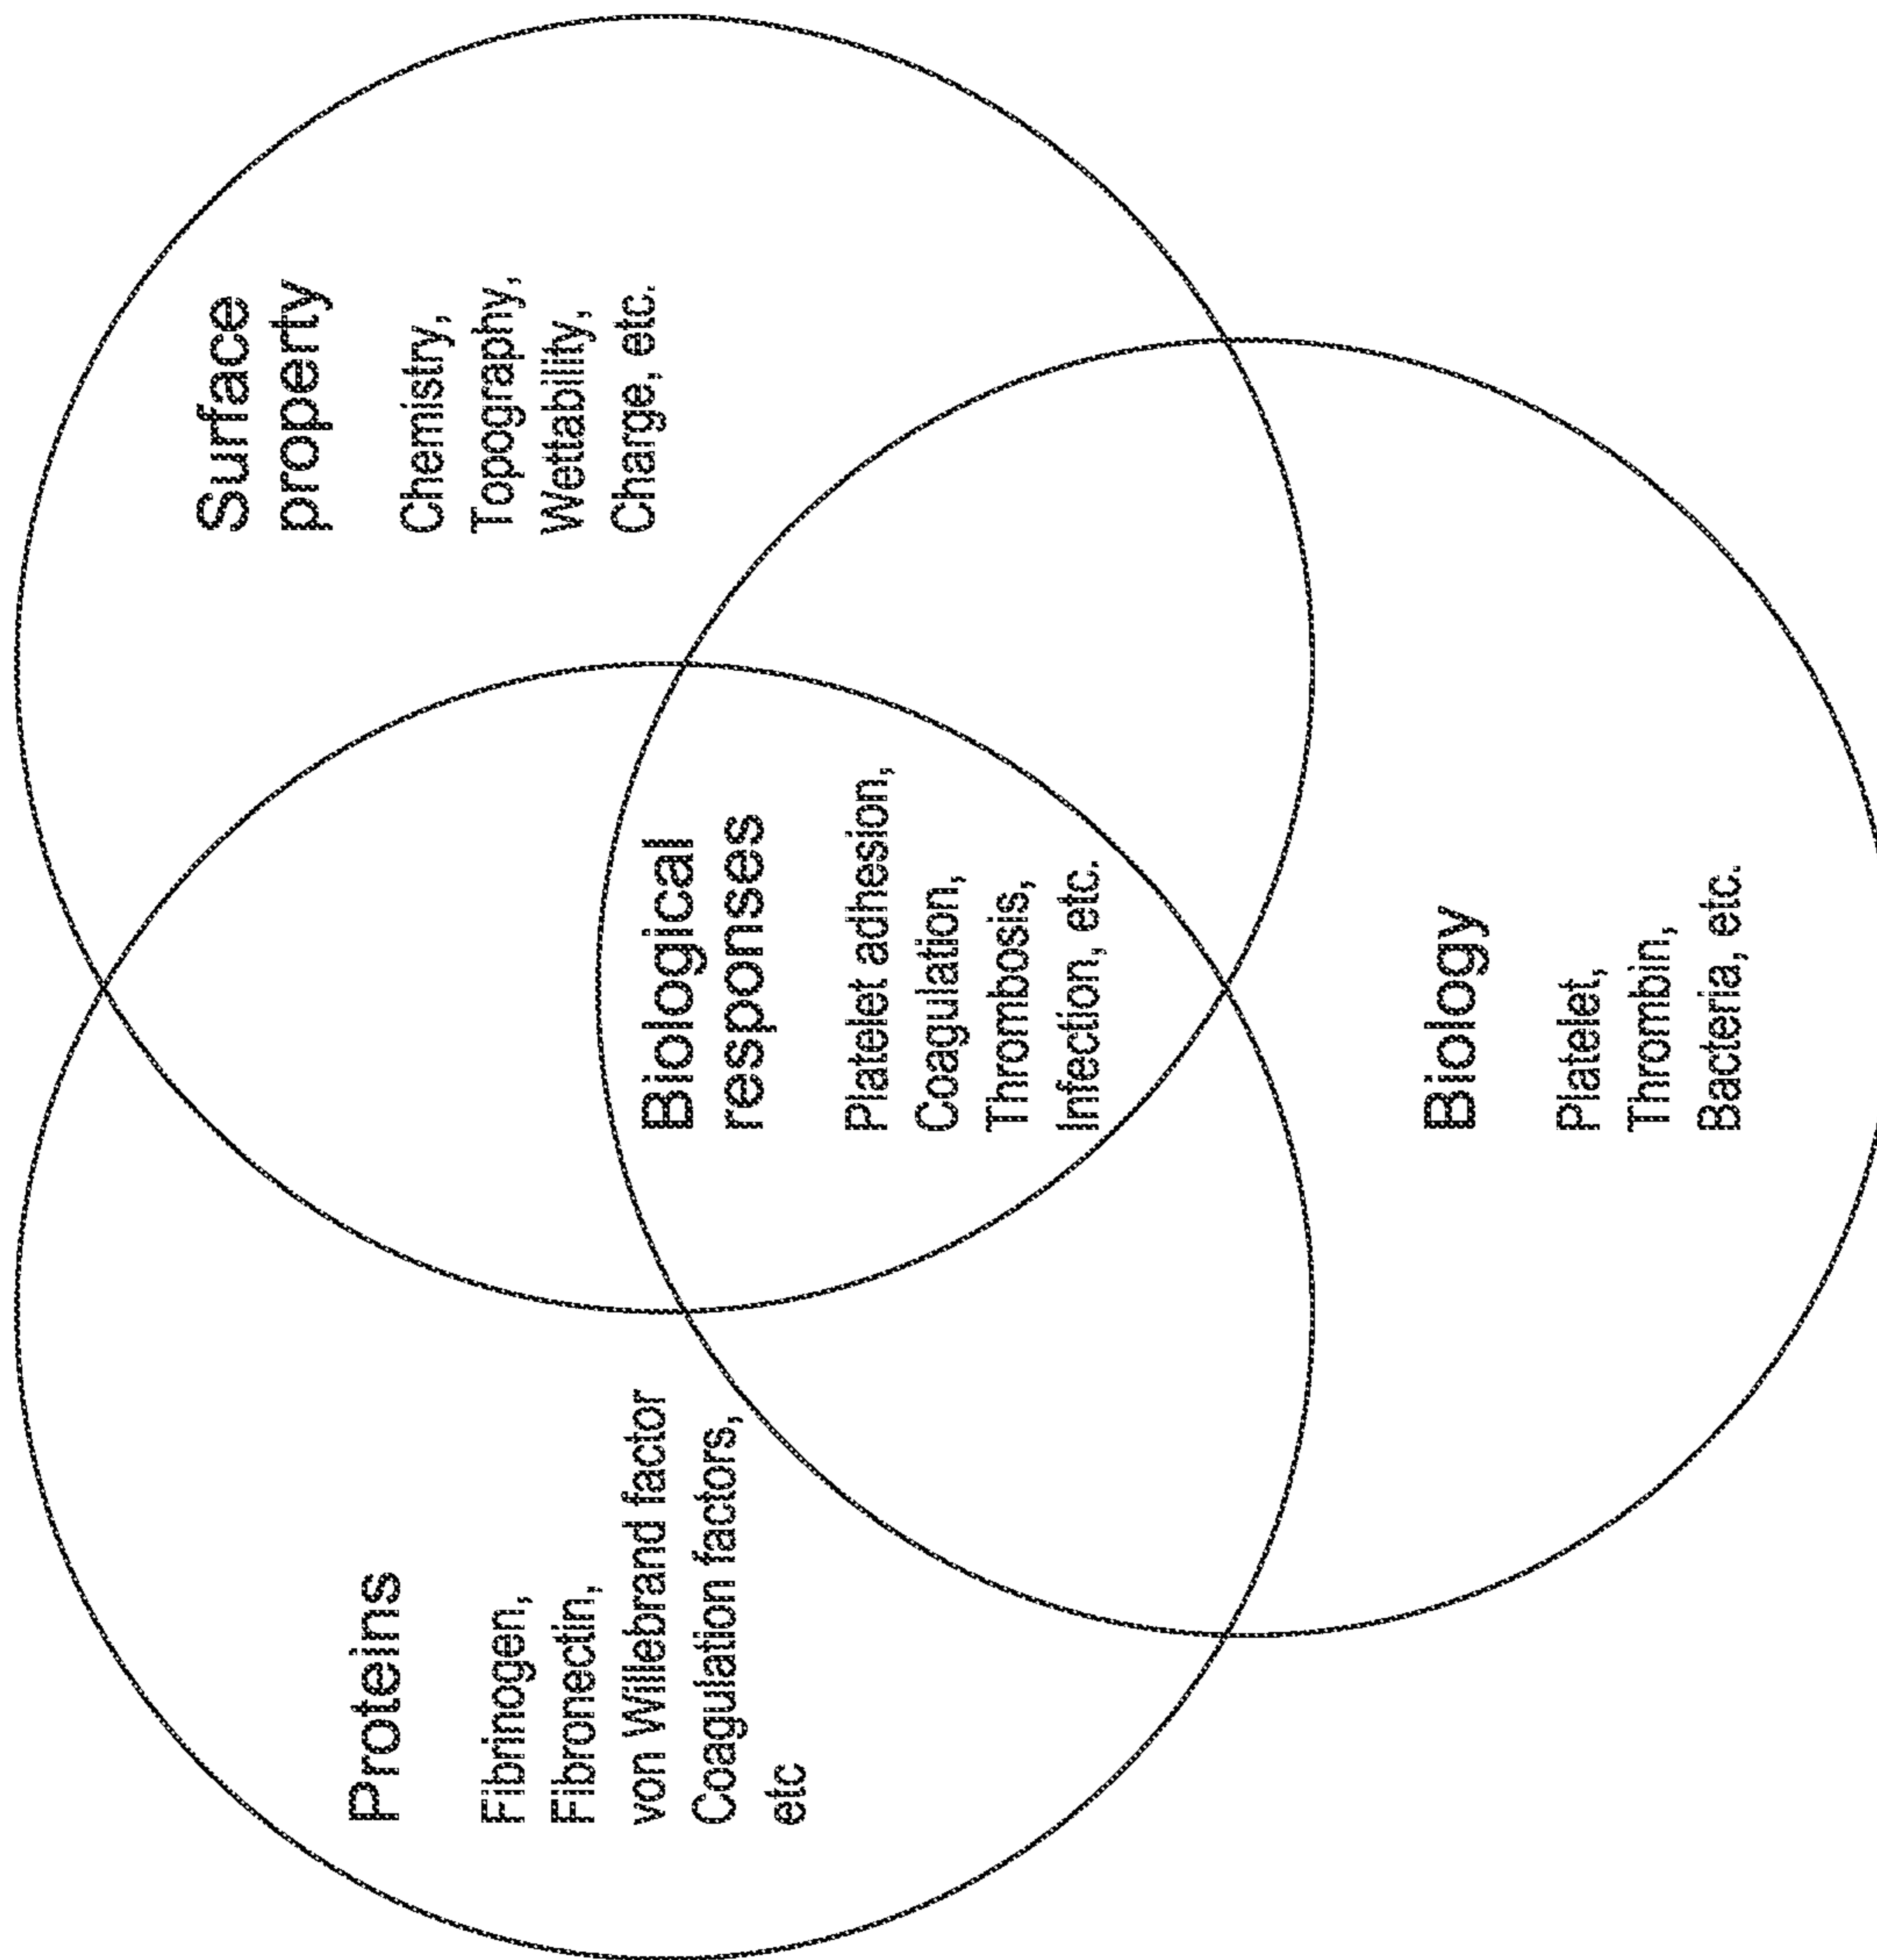 Proteins
Fibrinogen,
Fibronectin,
von Willebrand factor
Coagulation factors,
etc
Surface
property
Chemistry,
Topography,
Wettability,
Charge, etc.
Biological
responses
Platelet adhesion,
Coagulation,
Thrombosis,
Infection, etc.
Biology
Platelet,
Thrombin,
Bacteria, etc.